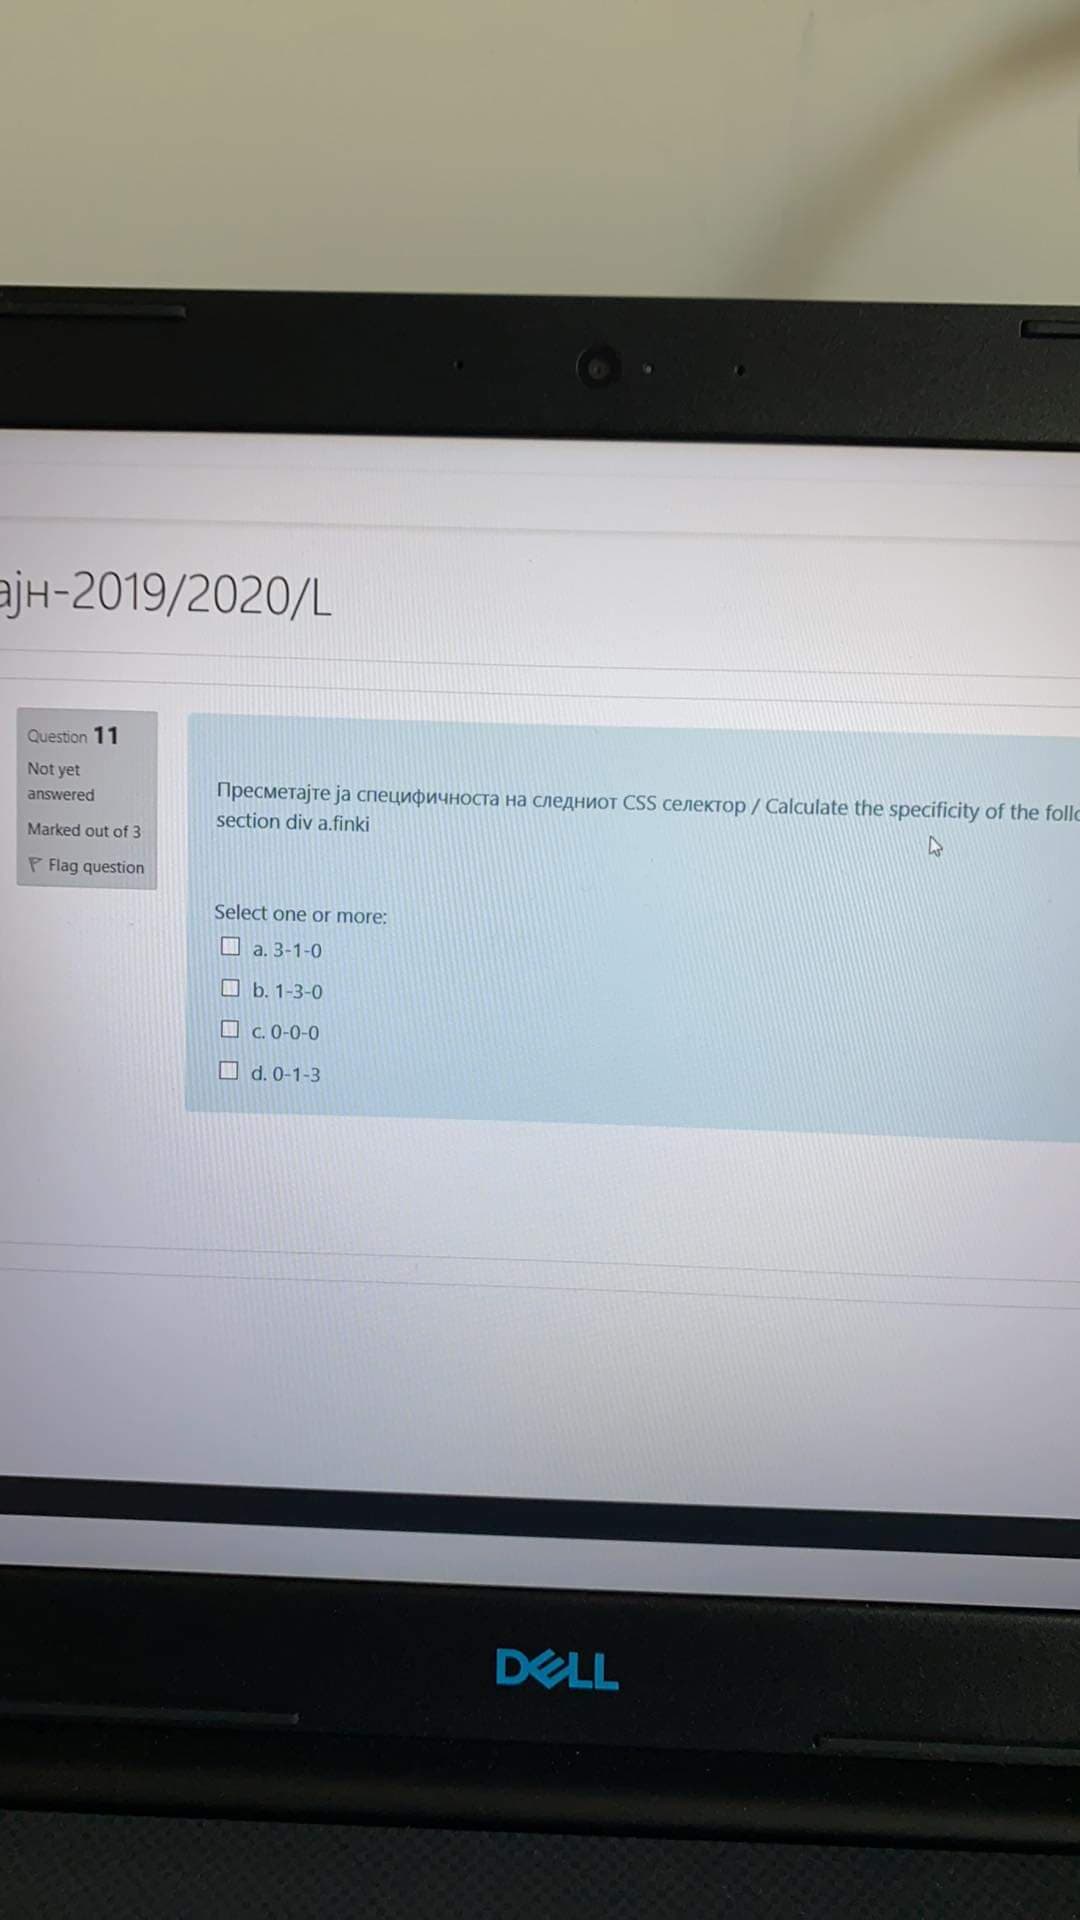 ајн-2019/2020/L
Question 11
Not yet
answered
Marked out of 3
Flag question
Пресметајте ја специфичноста на следниот CSS селектор / Calculate the specificity of the follo
section div a.finki
Select one or more:
a. 3-1-0
b. 1-3-0
c. 0-0-0
d. 0-1-3
DELL